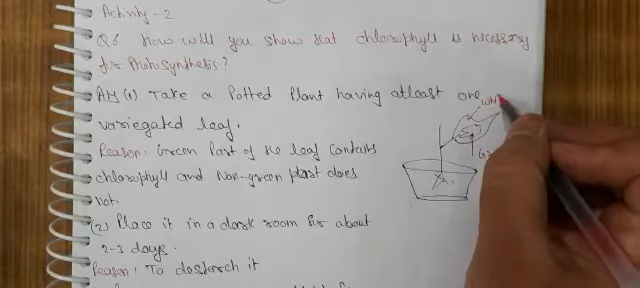 Activity - 2
Q6 How will you show that chlorophyll is necessary
for Photosynthesis?
Ans (1) Take a Potted Plant having atleast one
variegated leaf.
Reason: Green Part of the leaf contains
chlorophyll and Non-green part does
not.
(2) Place it in a dark room for about
2-3 days.
Reason: To destarch it